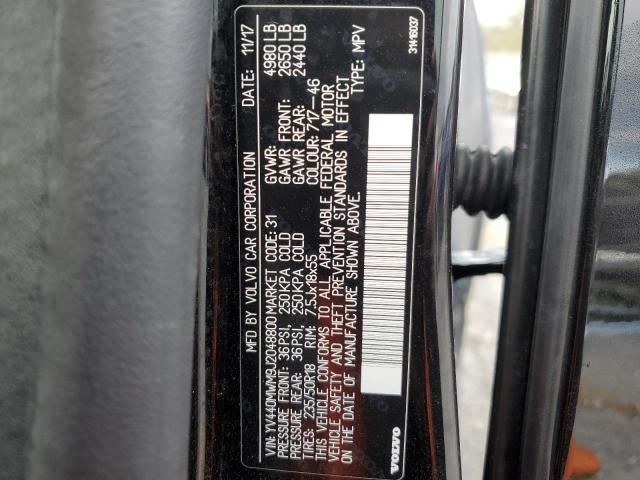 MFD BY VOLVO CAR CORPORATION DATE: 11/17
VIN: YV440MWM9J2048800 MARKET CODE: 31 GVWR: 4980 LB
PRESSURE FRONT: 36PSI, 250KPA COLD GAWR FRONT: 2650 LB
PRESSURE REAR: 36PSI, 250KPA COLD GAWR REAR: 2440 LB
TIRES: 235/50R18 RIM: 7,5Jx18x55 COLOUR: 717-46
THIS VEHICLE CONFORMS TO ALL APPLICABLE FEDERAL MOTOR
VEHICLE SAFETY AND THEFT PREVENTION STANDARDS IN EFFECT
ON THE DATE OF MANUFACTURE SHOWN ABOVE. TYPE: MPV
VOLVO 31416037